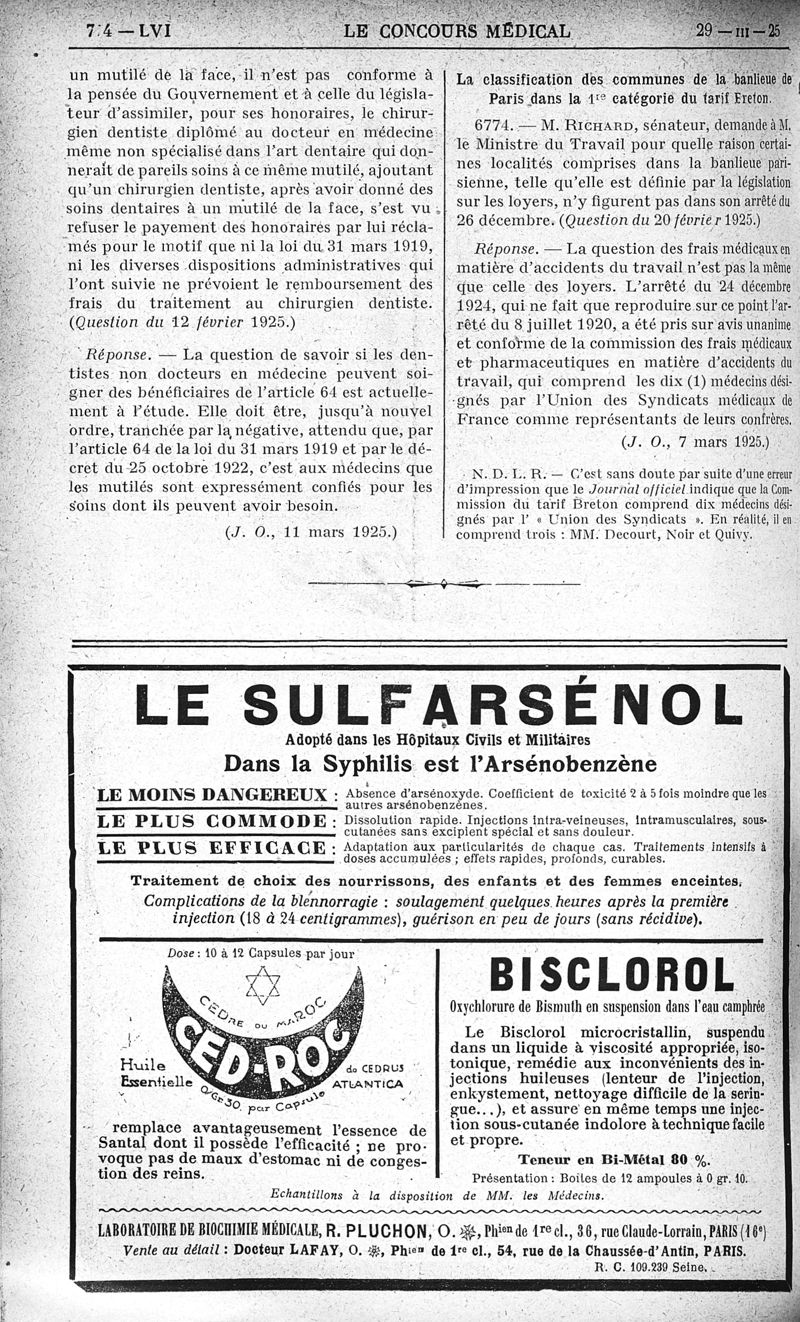 7.4 — LVI LE CONCOURS MÉDICAL 29 — III — 25
un mutilé de la face, il n'est pas conforme à
la pensée du Gouvernement et à celle du législa-
teur d'assimiler, pour ses honoraires, le chirur-
gien dentiste diplômé au docteur en médecine
même non spécialisé dans l'art dentaire qui don-
nerait de pareils soins à ce même mutilé, ajoutant
qu'un chirurgien dentiste, après avoir donné des
soins dentaires à un mutilé de la face, s'est vu
refuser le payement des honoraires par lui récla-
més pour le motif que ni la loi du 31 mars 1919,
ni les diverses dispositions administratives qui
l'ont suivie ne prévoient le remboursement des
frais du traitement au chirurgien dentiste.
(Question du 12 février 1925.)
Réponse. — La question de savoir si les den-
tistes non docteurs en médecine peuvent soi-
gner des bénéficiaires de l'article 64 est actuelle-
ment à l'étude. Elle doit être, jusqu'à nouvel
ordre, tranchée par la négative, attendu que, par
l'article 64 de la loi du 31 mars 1919 et par le dé-
cret du 25 octobre 1922, c'est aux médecins que
les mutilés sont expressément confiés pour les
soins dont ils peuvent avoir besoin.
(J. O., 11 mars 1925.)
La classification des communes de la banlieue de
Paris dans la 1re catégorie du tarif Breton.
6774. — M. RICHARD, sénateur, demande à M.
le Ministre du Travail pour quelle raison certai-
nes localités comprises dans la banlieue pari-
sienne, telle qu'elle est définie par la législation
sur les loyers, n'y figurent pas dans son arrêté du
26 décembre. (Question du 20 février 1925.)
Réponse. — La question des frais médicaux en
matière d'accidents du travail n'est pas la même
que celle des loyers. L'arrêté du 24 décembre
1924, qui ne fait que reproduire sur ce point l'ar-
rêté du 8 juillet 1920, a été pris sur avis unanime
et conforme de la commission des frais médicaux
et pharmaceutiques en matière d'accidents du
travail, qui comprend les dix (1) médecins dési-
gnés par l'Union des Syndicats médicaux de
France comme représentants de leurs confrères.
(J. O., 7 mars 1925.)
N. D. L. R. — C'est sans doute par suite d'une erreur
d'impression que le Journal officiel indique que la Com-
mission du tarif Breton comprend dix médecins dési-
gnés par l' « Union des Syndicats ». En réalité, il en
comprend trois : MM. Decourt, Noir et Quivy.
LE SULFARSÉNOL
Adopté dans les Hôpitaux Civils et Militaires
Dans la Syphilis est l'Arsénobenzène
LE MOINS DANGEREUX : Absence d'arsénoxyde. Coefficient de toxicité 2 à 5 fois moindre que les
autres arsénobenzènes.
LE PLUS COMMODE : Dissolution rapide. Injections intra-veineuses, intramusculaires, sous-
cutanées sans excipient spécial et sans douleur.
LE PLUS EFFICACE : Adaptation aux particularités de chaque cas. Traitements intensifs à
doses accumulées ; effets rapides, profonds, curables.
Traitement de choix des nourrissons, des enfants et des femmes enceintes.
Complications de la blennorragie : soulagement quelques heures après la première
injection (18 à 24 centigrammes), guérison en peu de jours (sans récidive).
Dose : 10 à 12 Capsules par jour
CÈDRE DU MAROC
CED-ROC
Huile
Essentielle
de CEDRUS
ATLANTICA
0/Gr30. par Capsule
remplace avantageusement l'essence de
Santal dont il possède l'efficacité ; ne pro-
voque pas de maux d'estomac ni de conges-
tion des reins.
BISCLOROL
Oxychlorure de Bismuth en suspension dans l'eau camphrée
Le Bisclorol microcristallin, suspendu
dans un liquide à viscosité appropriée, iso-
tonique, remédie aux inconvénients des in-
jections huileuses (lenteur de l'injection,
enkystement, nettoyage difficile de la serin-
gue...), et assure en même temps une injec-
tion sous-cutanée indolore à technique facile
et propre.
Teneur en Bi-Métal 80 %.
Présentation : Boites de 12 ampoules à 0 gr. 10.
Echantillons à la disposition de MM. les Médecins.
LABORATOIRE DE BIOCHIMIE MÉDICALE, R. PLUCHON, O. ✻, Phien de 1re cl., 36, rue Claude-Lorrain, PARIS (16e)
Vente au détail : Docteur LAFAY, O. ✻, Phien de 1re cl., 54, rue de la Chaussée-d'Antin, PARIS.
R. C. 109.239 Seine.